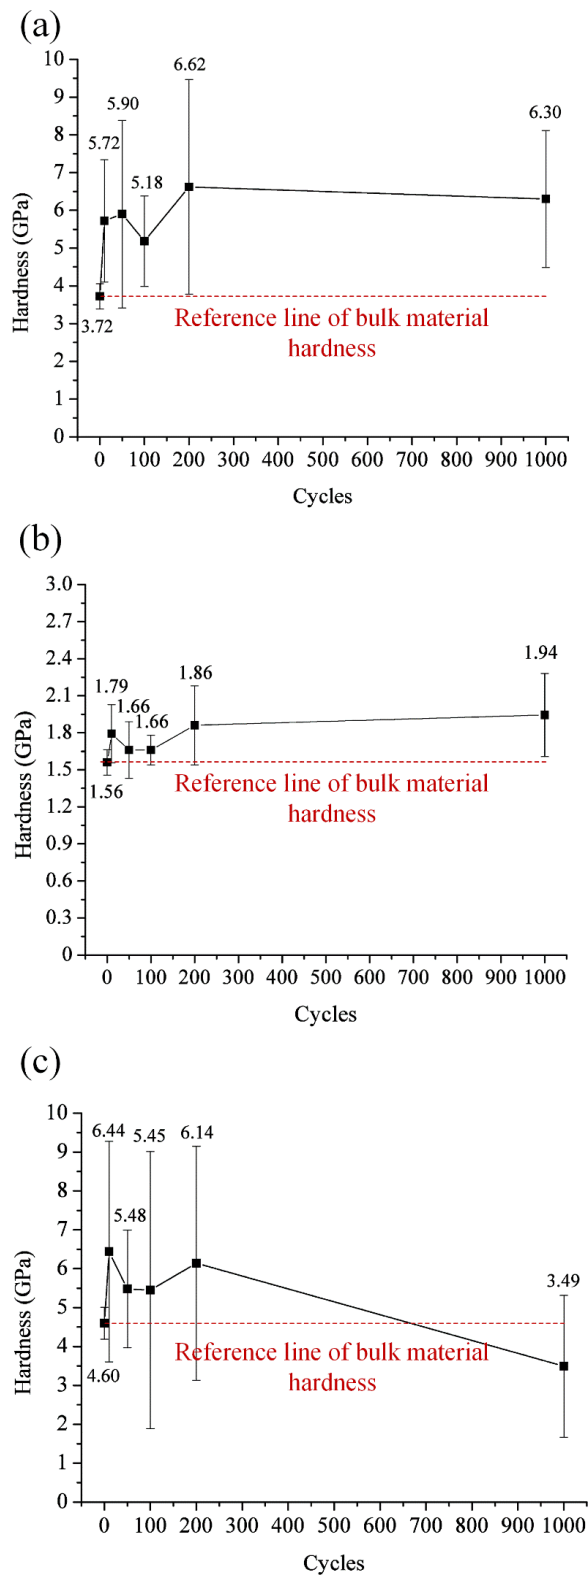 (a)
10
9
8
7
6
5
4
3
2
1
0
Hardness (GPa)
3.72
5.72
5.90
5.18
6.62
6.30
Reference line of bulk material
hardness
0 100 200 300 400 500 600 700 800 900 1000
Cycles
(b)
3.0
2.7
2.4
2.1
1.8
1.5
1.2
0.9
0.6
0.3
0
Hardness (GPa)
1.56
1.79
1.66
1.66
1.86
1.94
Reference line of bulk material
hardness
0 100 200 300 400 500 600 700 800 900 1000
Cycles
(c)
10
9
8
7
6
5
4
3
2
1
0
Hardness (GPa)
4.60
6.44
5.48
5.45
6.14
3.49
Reference line of bulk material
hardness
0 100 200 300 400 500 600 700 800 900 1000
Cycles